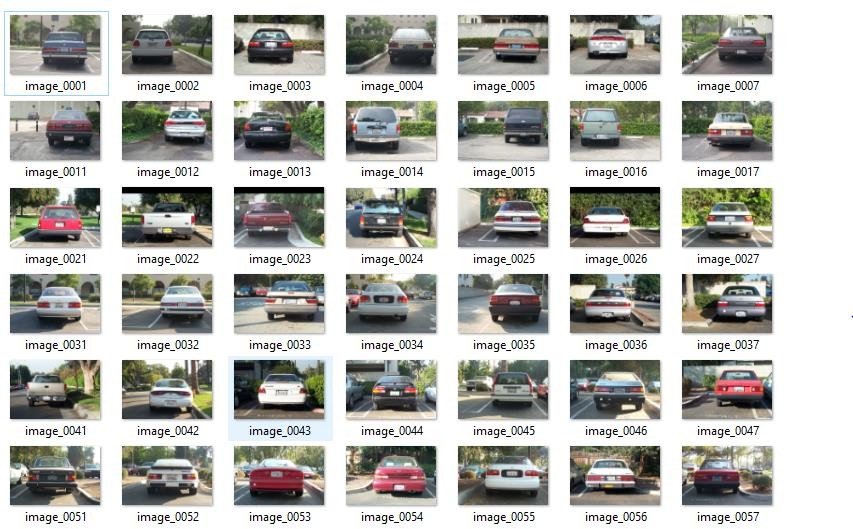 image_0001 image_0002 image_0003 image_0004 image_0005 image_0006 image_0007
image_0011 image_0012 image_0013 image_0014 image_0015 image_0016 image_0017
image_0021 image_0022 image_0023 image_0024 image_0025 image_0026 image_0027
image_0031 image_0032 image_0033 image_0034 image_0035 image_0036 image_0037
image_0041 image_0042 image_0043 image_0044 image_0045 image_0046 image_0047
image_0051 image_0052 image_0053 image_0054 image_0055 image_0056 image_0057